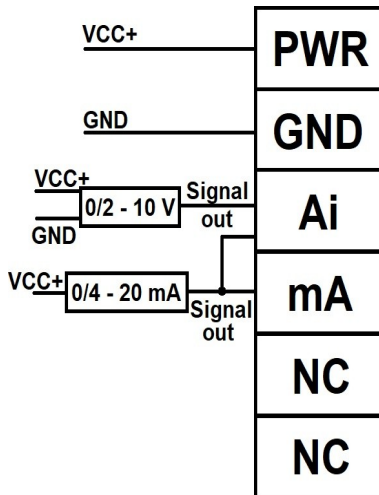 VCC+
PWR
GND
GND
VCC+
0/2 - 10 V
Signal
out
Ai
GND
VCC+
0/4 - 20 mA
Signal
out
mA
NC
NC